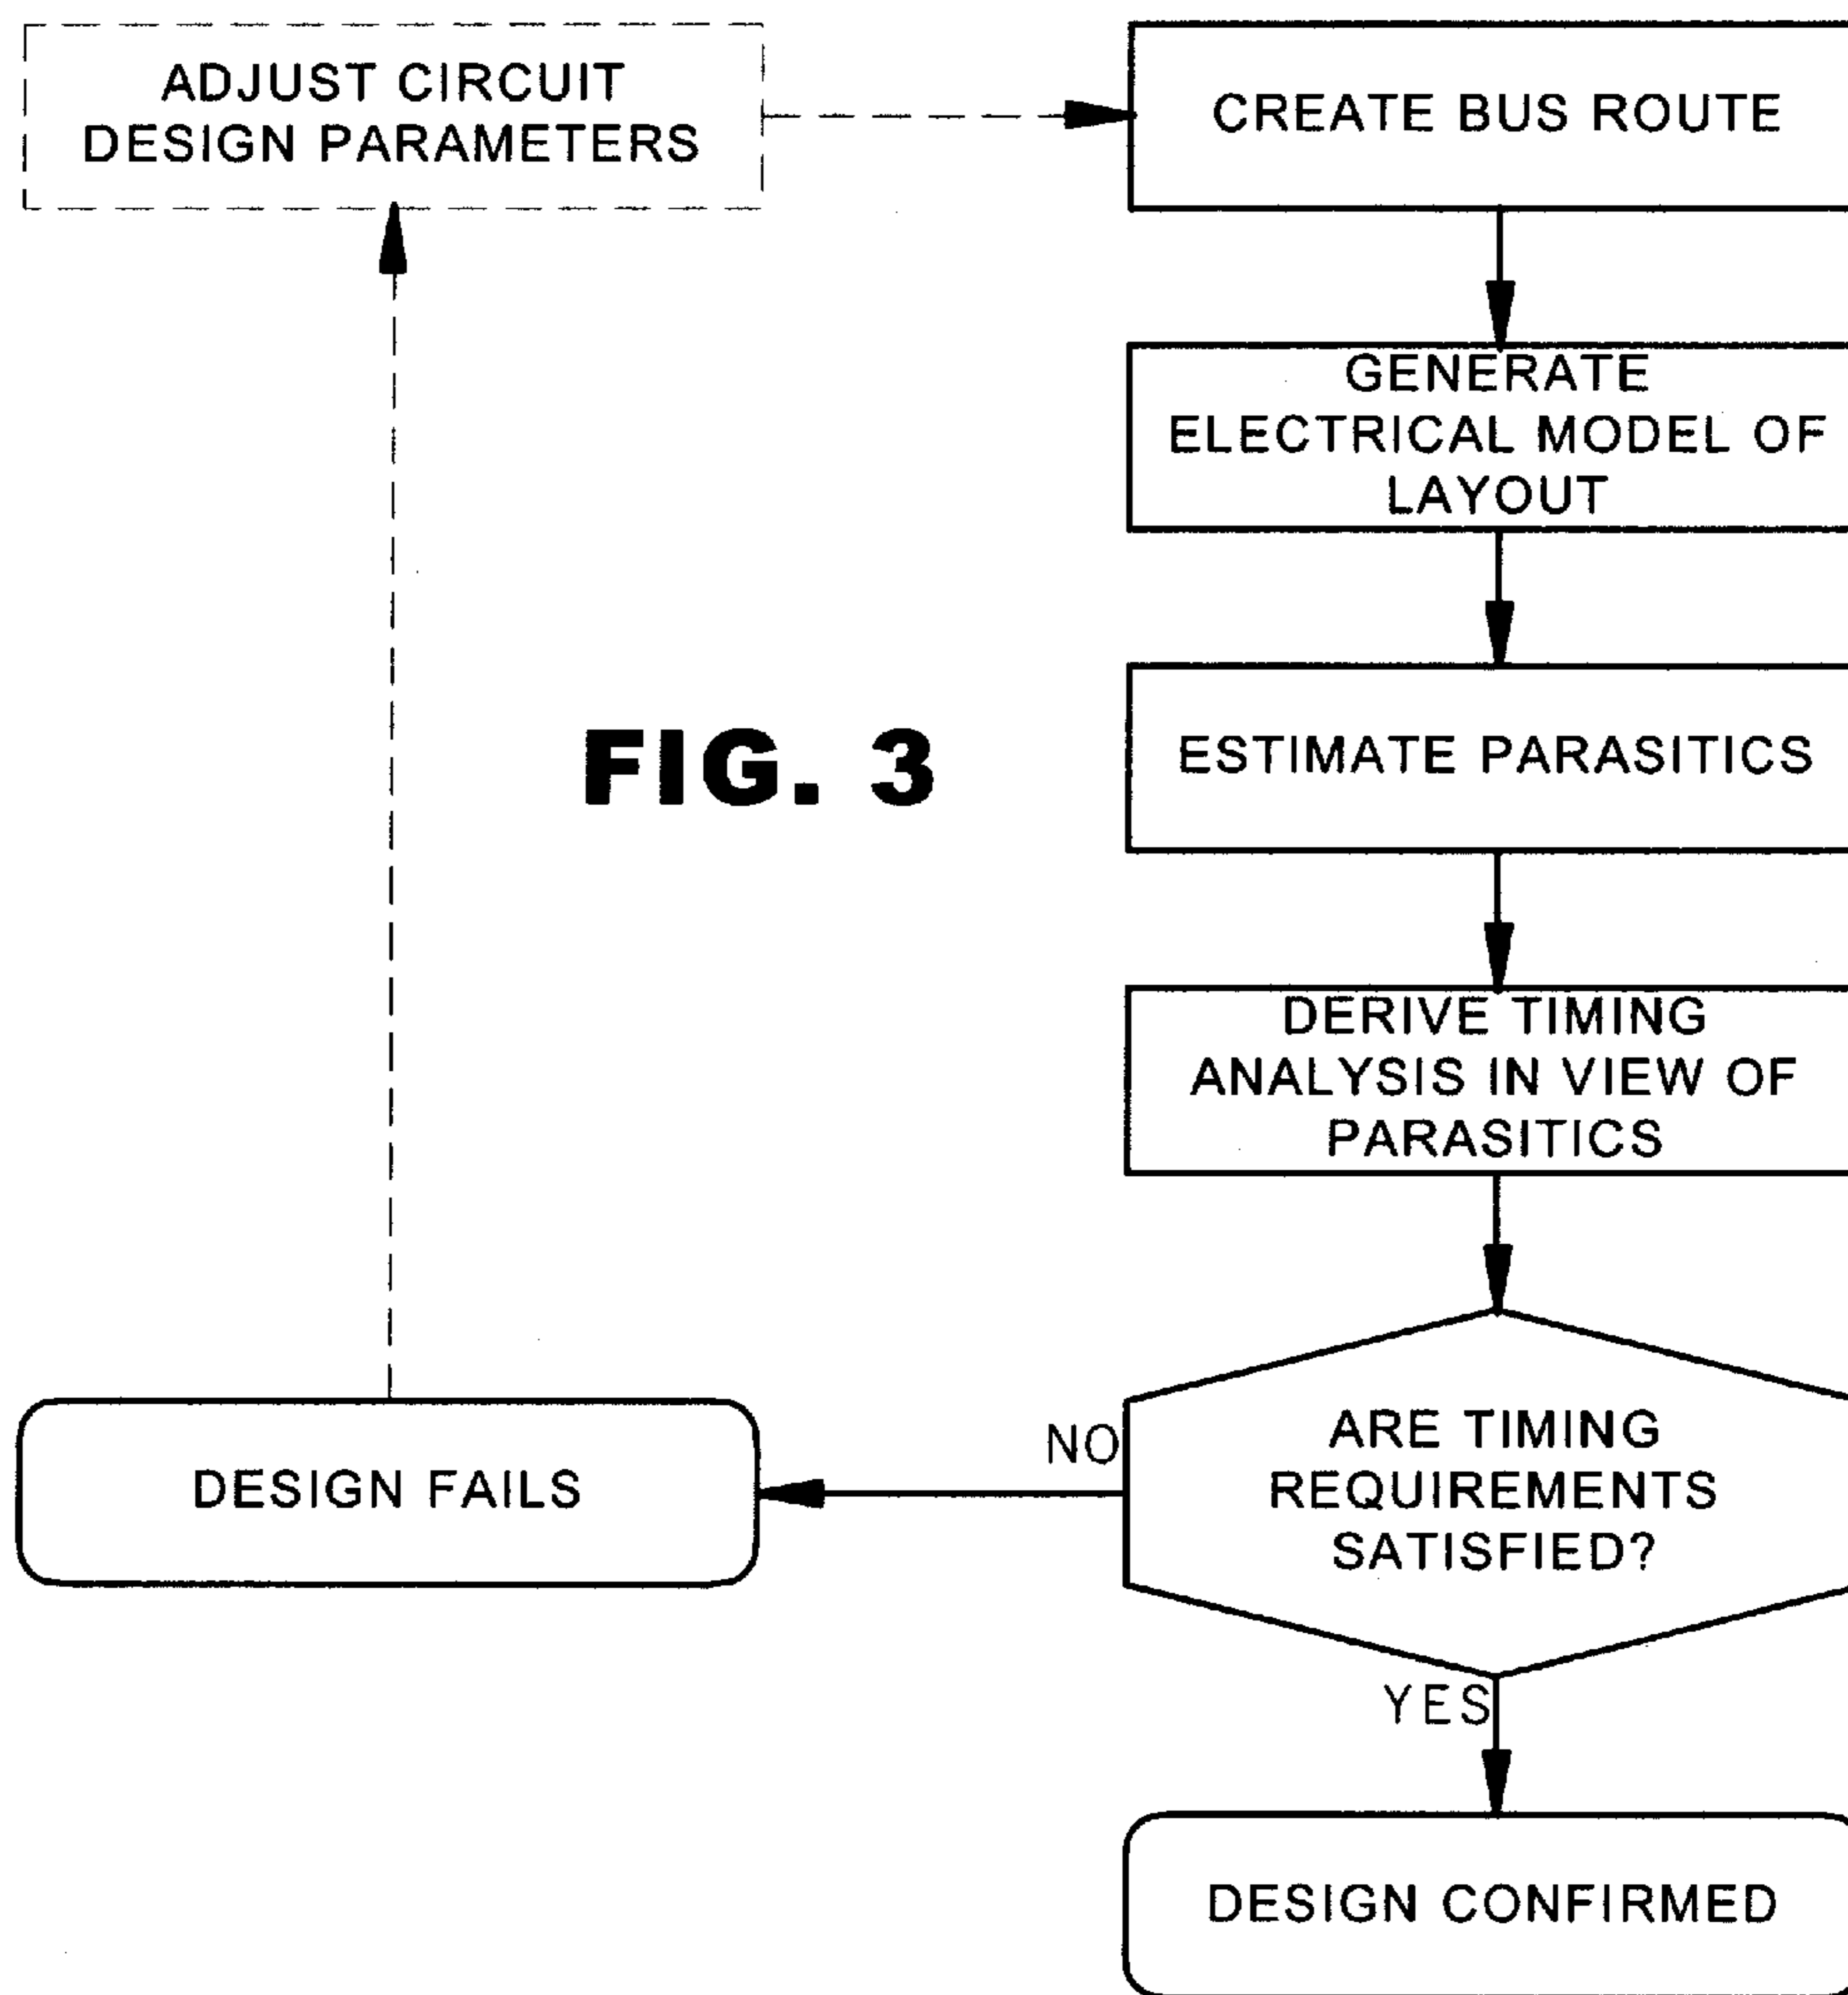 ADJUST CIRCUIT
DESIGN PARAMETERS
CREATE BUS ROUTE
GENERATE
ELECTRICAL MODEL OF
LAYOUT
FIG. 3
ESTIMATE PARASITICS
DERIVE TIMING
ANALYSIS IN VIEW OF
PARASITICS
ARE TIMING
REQUIREMENTS
SATISFIED?
NO
DESIGN FAILS
YES
DESIGN CONFIRMED